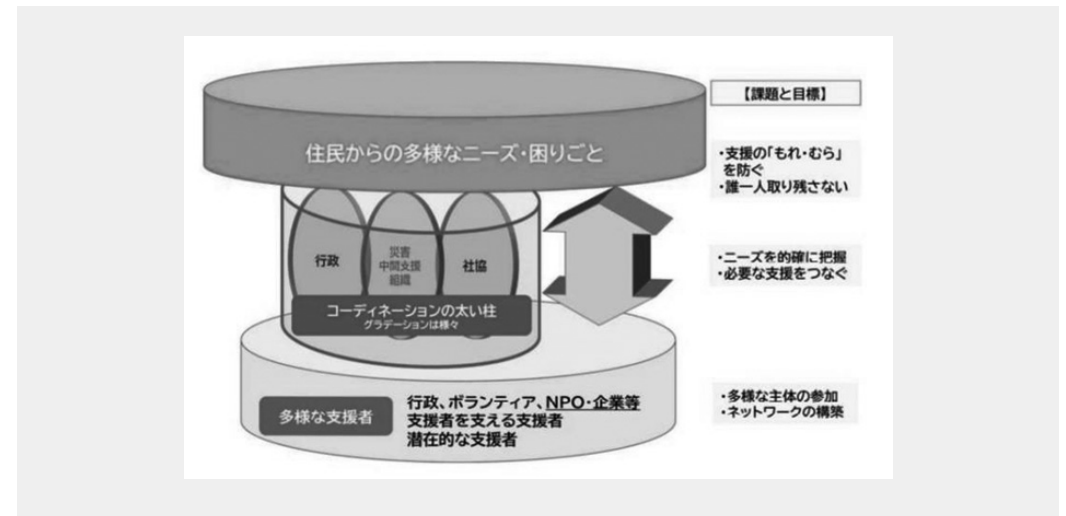 【課題と目標】
住民からの多様なニーズ・困りごと
・支援の「もれ・むら」
を防ぐ
・誰一人取り残さない
行政
災害
中間支援
組織
社協
・ニーズを的確に把握
・必要な支援をつなぐ
コーディネーションの太い柱
グラデーションは様々
多様な支援者
行政、ボランティア、NPO・企業等
支援者を支える支援者
潜在的な支援者
・多様な主体の参加
・ネットワークの構築